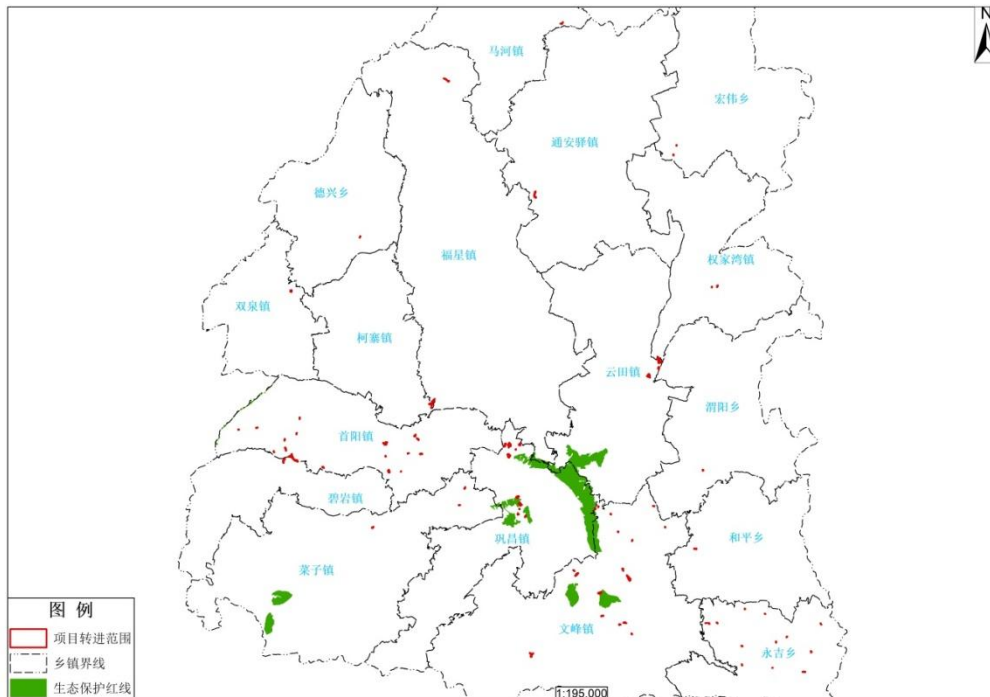 N
马河镇
宏伟乡
通安驿镇
德兴乡
福星镇
权家湾镇
双泉镇
柯寨镇
云田镇
渭阳乡
首阳镇
碧岩镇
巩昌镇
和平乡
菜子镇
文峰镇
永吉乡
图 例
项目转进范围
乡镇界线
生态保护红线
1:195,000